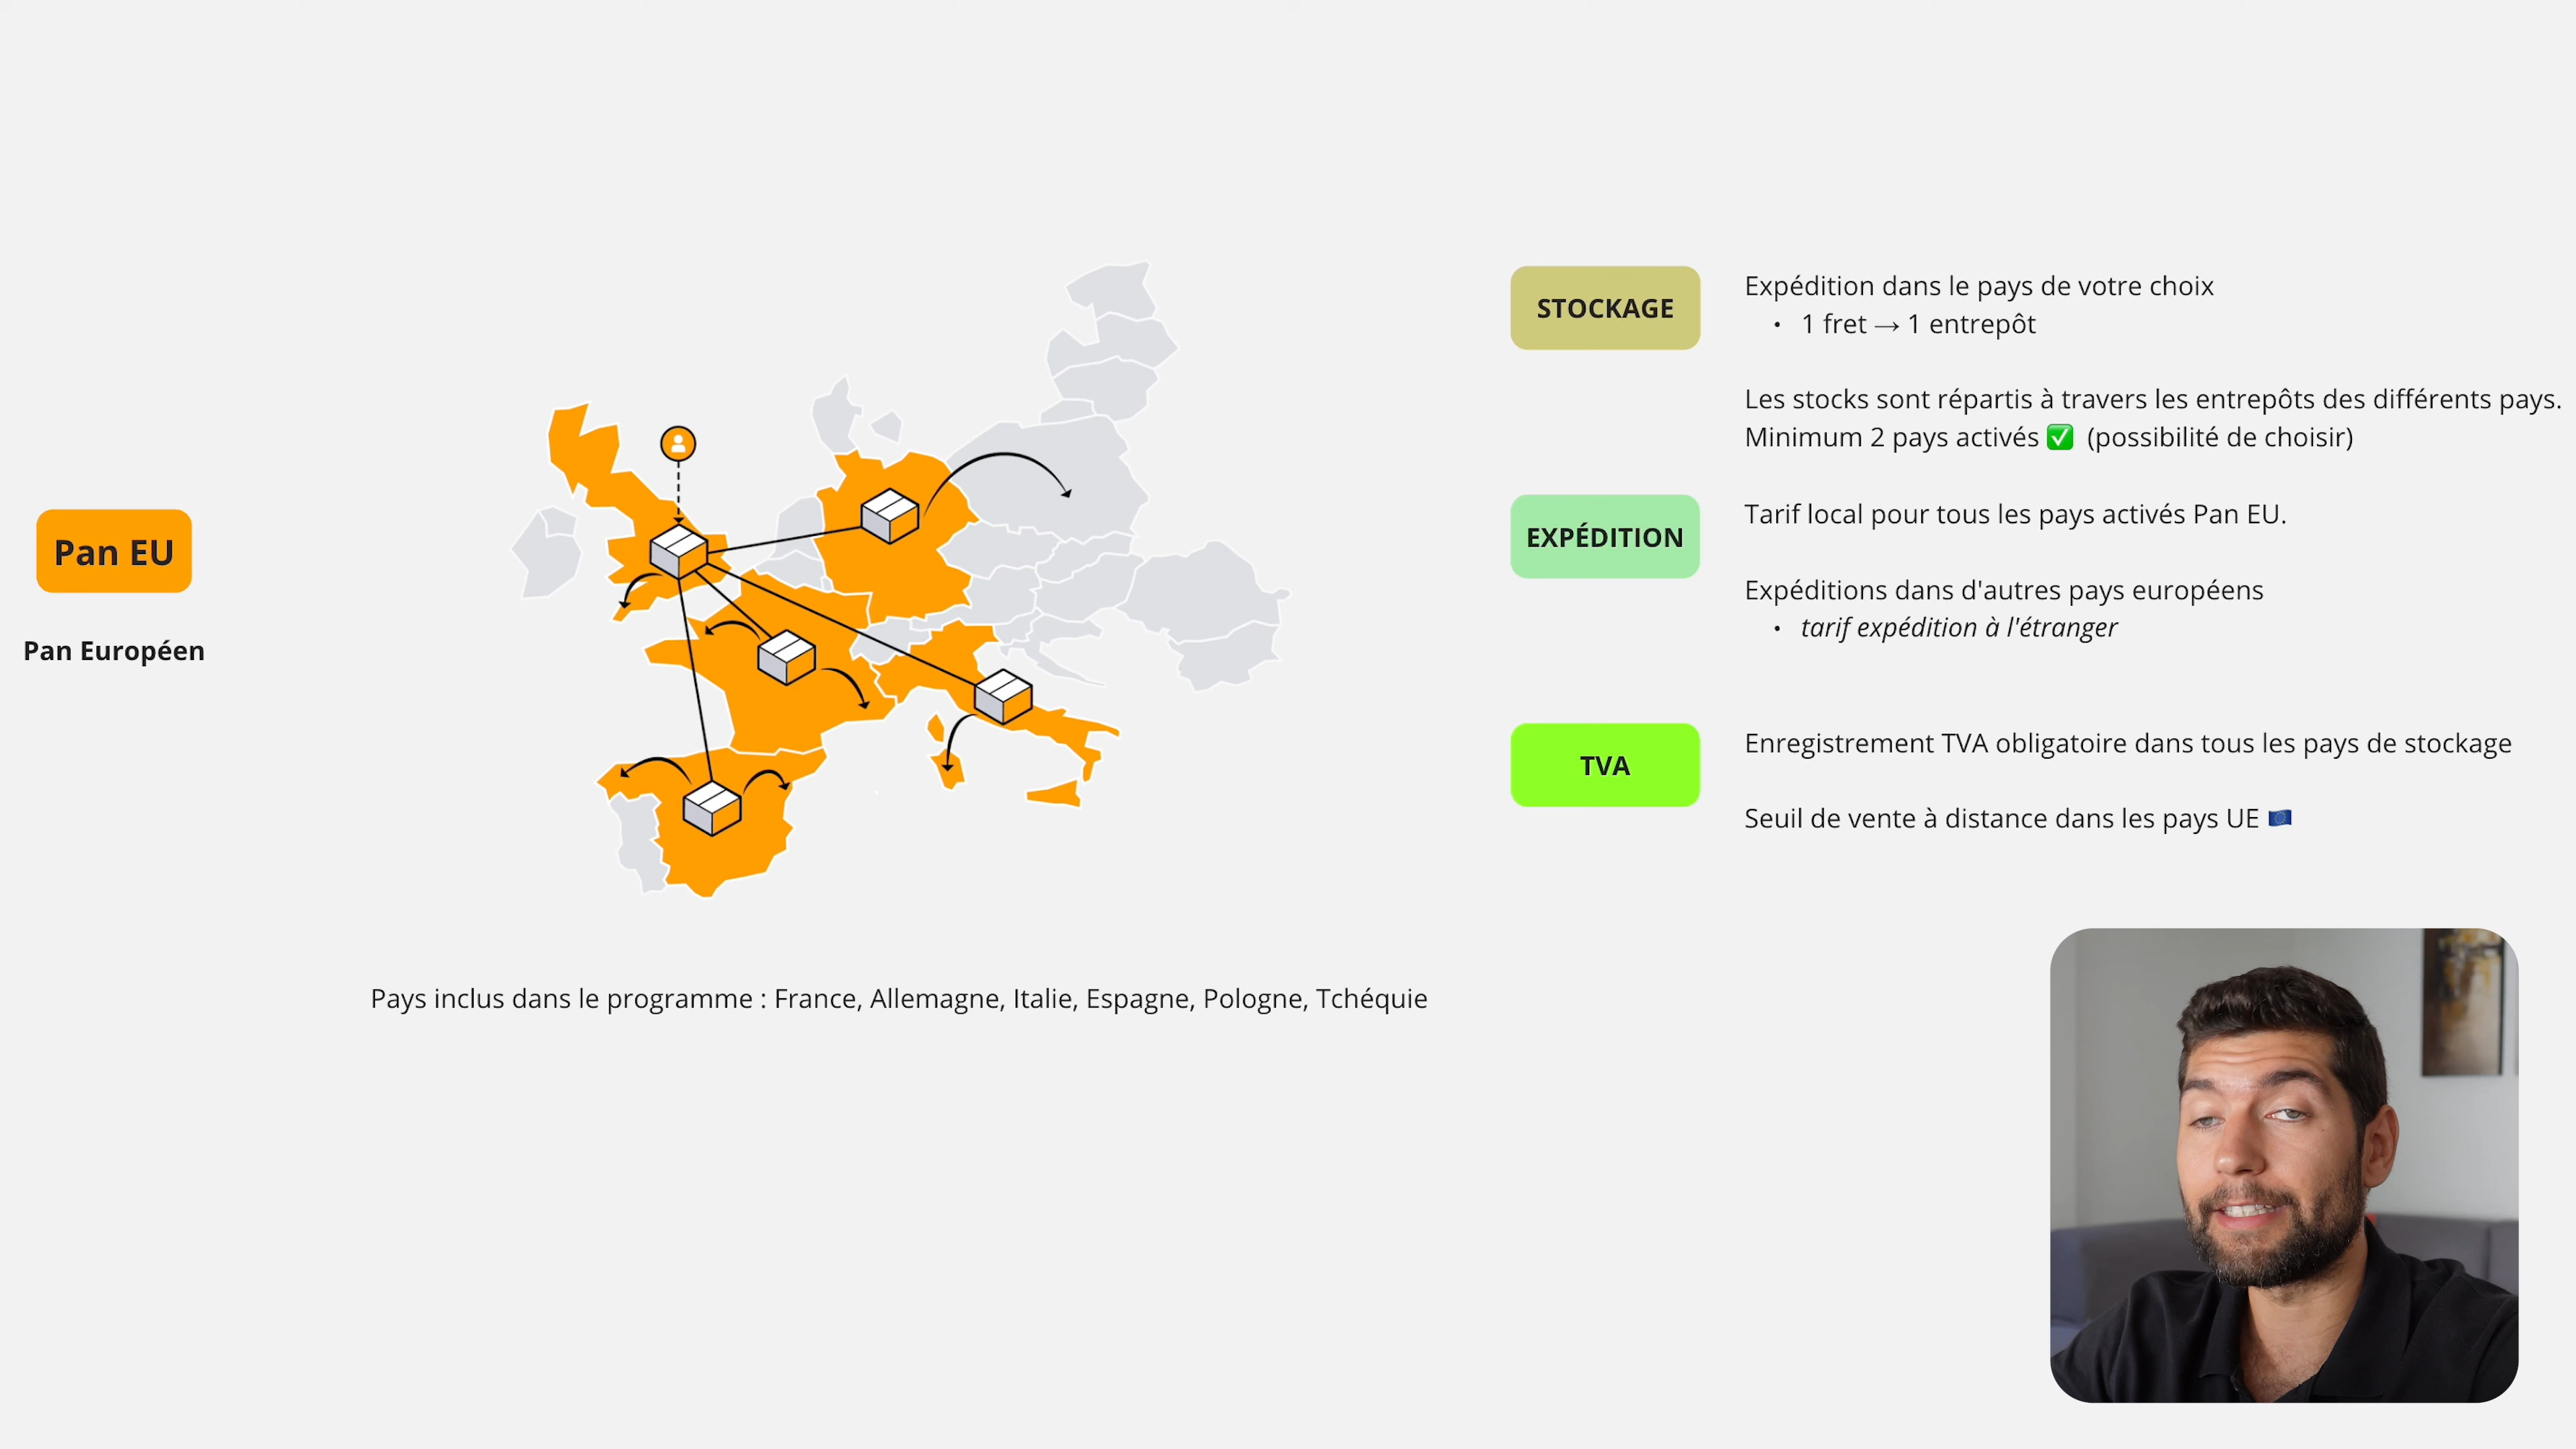 Pan EU
Pan Européen
Pays inclus dans le programme : France, Allemagne, Italie, Espagne, Pologne, Tchéquie
STOCKAGE
Expédition dans le pays de votre choix
• 1 fret → 1 entrepôt
Les stocks sont répartis à travers les entrepôts des différents pays.
Minimum 2 pays activés ✅ (possibilité de choisir)
EXPÉDITION
Tarif local pour tous les pays activés Pan EU.
Expéditions dans d'autres pays européens
• tarif expédition à l'étranger
TVA
Enregistrement TVA obligatoire dans tous les pays de stockage
Seuil de vente à distance dans les pays UE 🇪🇺